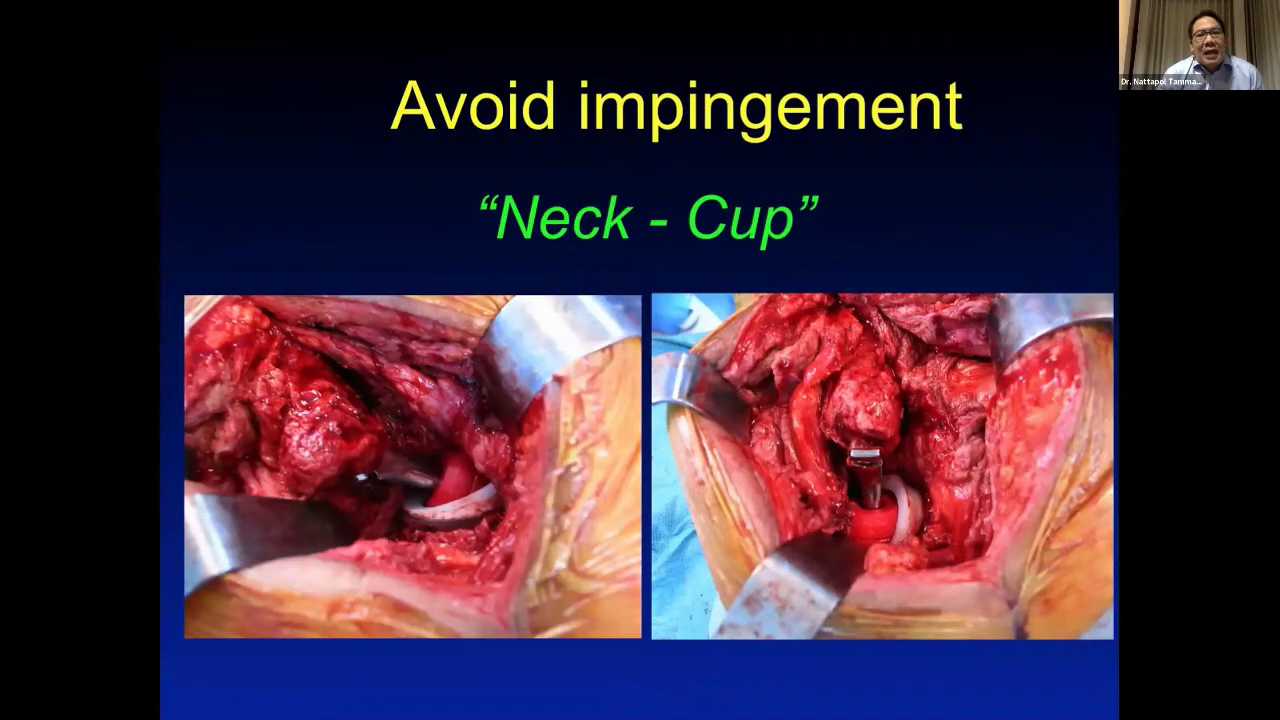 Avoid impingement
“Neck - Cup”
Dr. Nattapol Tamma...